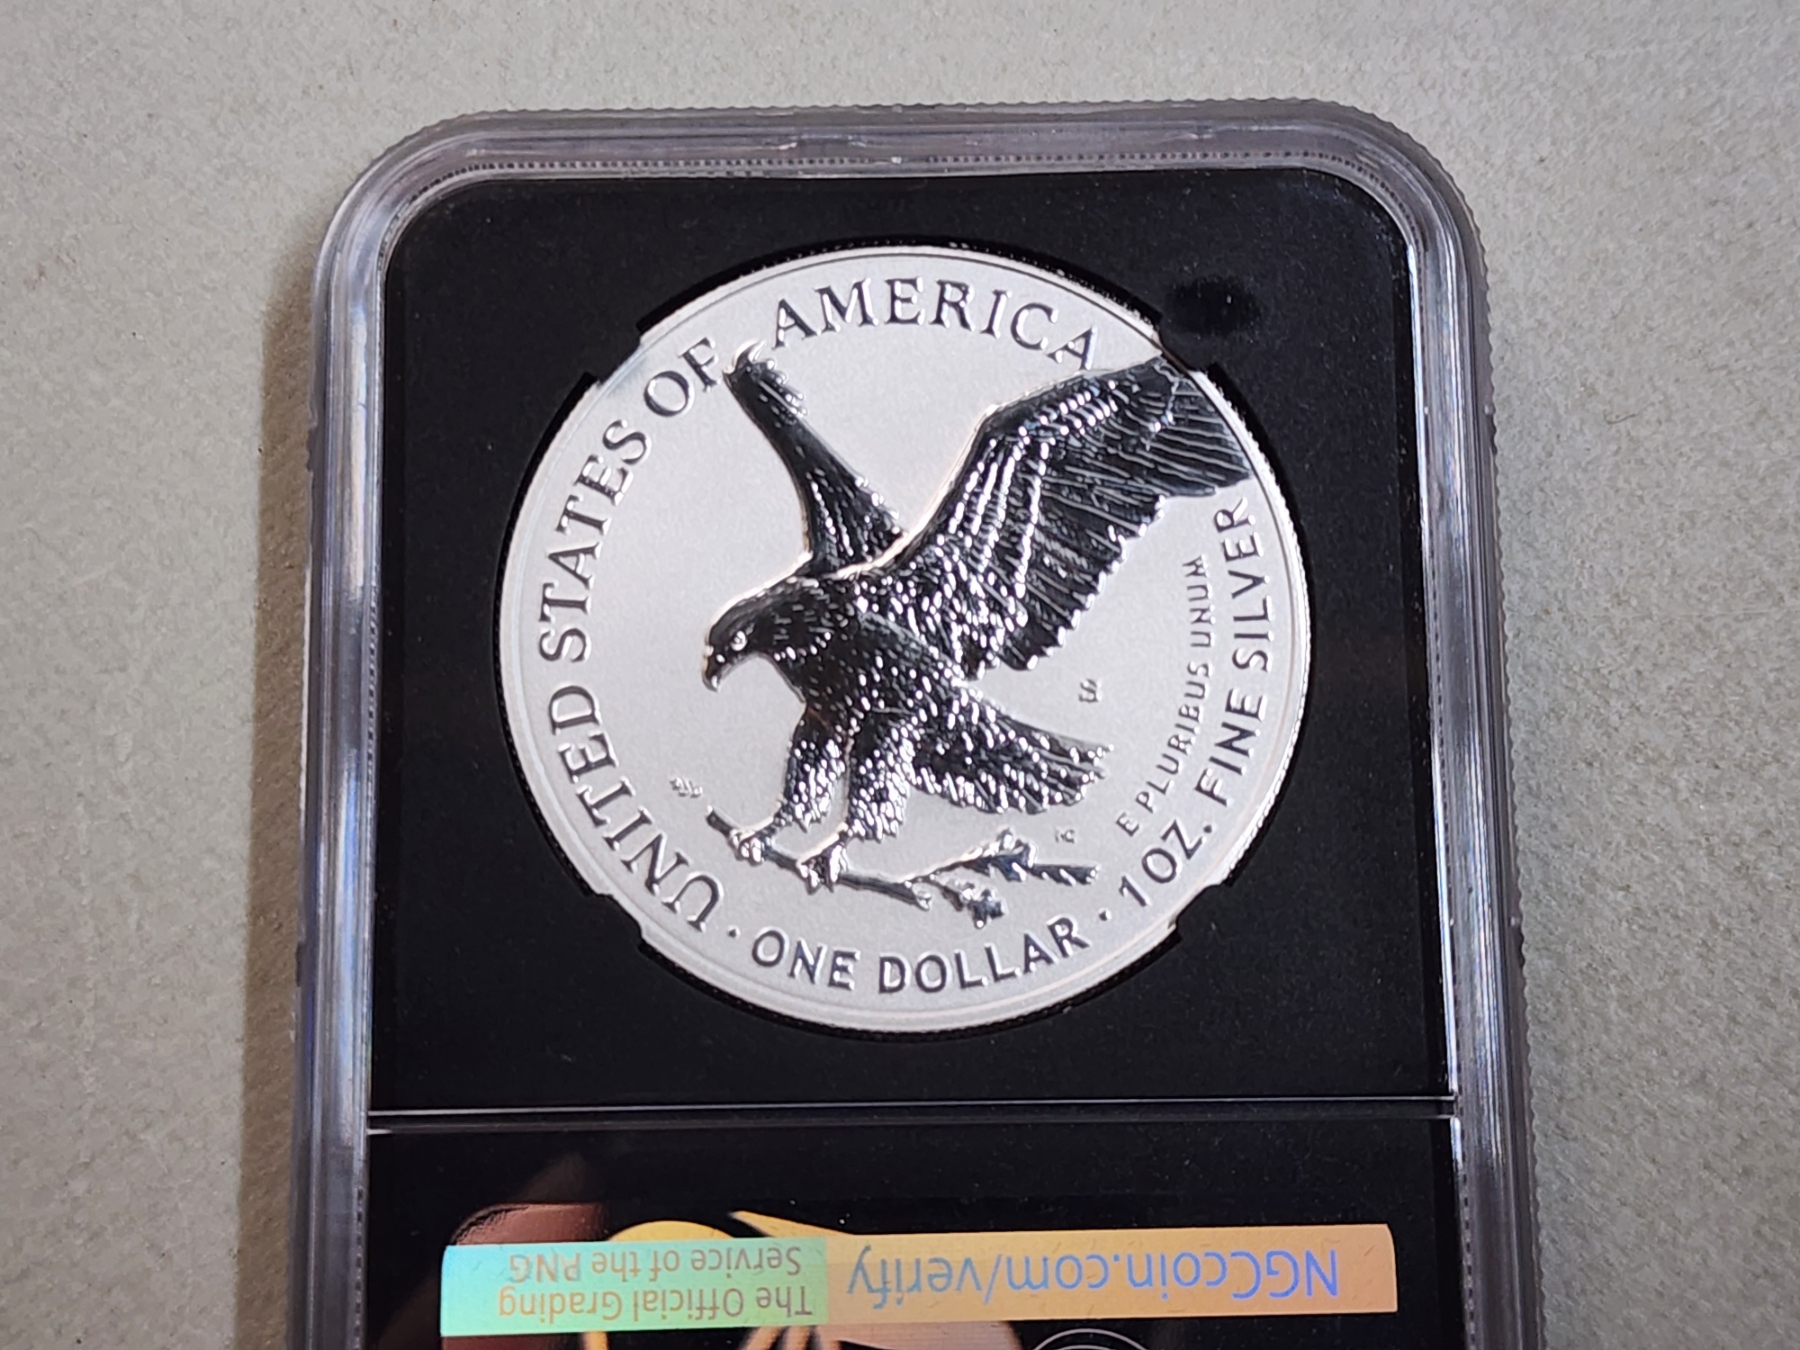 UNITED STATES OF AMERICA
E PLURIBUS UNUM
· ONE DOLLAR · 1 OZ. FINE SILVER
NGCcoin.com/verify
The Official Grading
Service of the PNG